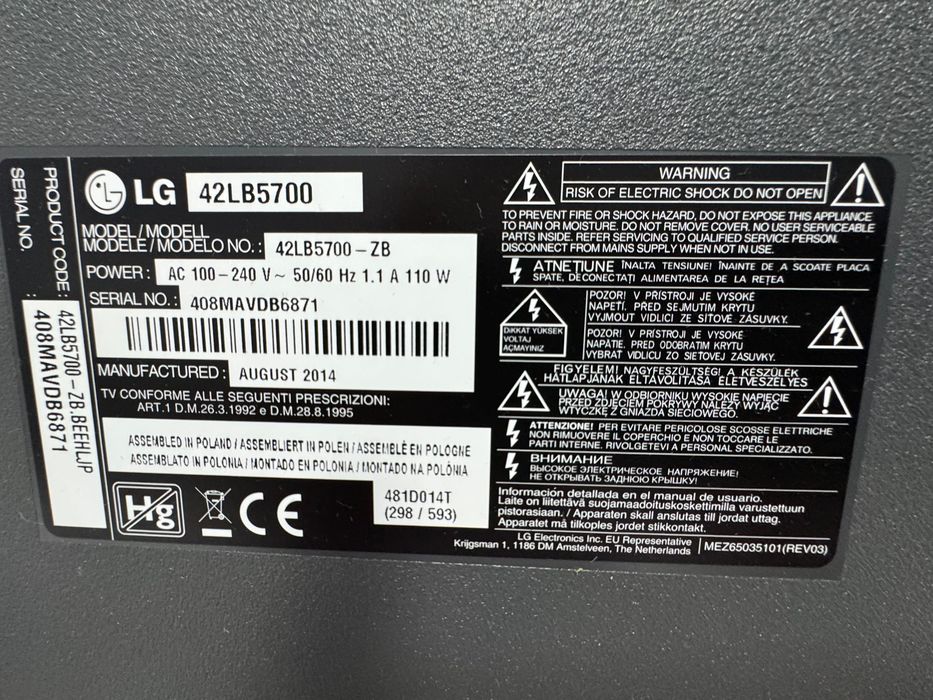 PRODUCT CODE : 42LB5700-ZB.BEEHLJP
SERIAL NO. : 408MAVDB6871
LG 42LB5700
MODEL / MODELL
MODELE / MODELO NO. : 42LB5700-ZB
POWER : AC 100-240 V ~ 50/60 Hz 1.1 A 110 W
SERIAL NO. : 408MAVDB6871
MANUFACTURED : AUGUST 2014
TV CONFORME ALLE SEGUENTI PRESCRIZIONI:
ART.1 D.M.26.3.1992 e D.M.28.8.1995
ASSEMBLED IN POLAND / ASSEMBLIERT IN POLEN / ASSEMBLÉ EN POLOGNE
ASSEMBLATO IN POLONIA / MONTADO EN POLONIA / MONTADO NA POLÓNIA
Hg
CE
481D014T
(298 / 593)
WARNING
RISK OF ELECTRIC SHOCK DO NOT OPEN
TO PREVENT FIRE OR SHOCK HAZARD, DO NOT EXPOSE THIS APPLIANCE
TO RAIN OR MOISTURE. DO NOT REMOVE COVER. NO USER SERVICEABLE
PARTS INSIDE. REFER SERVICING TO QUALIFIED SERVICE PERSON.
DISCONNECT FROM MAINS SUPPLY WHEN NOT IN USE.
ATNEŢIUNE ÎNALTA TENSIUNE! ÎNAINTE DE A SCOATE PLACA
SPATE, DECONECTAŢI ALIMENTAREA DE LA REŢEA
DiKKAT YÜKSEK
VOLTAJ
AÇMAYINIZ
POZOR! V PŘÍSTROJI JE VYSOKÉ
NAPĚTÍ. PŘED SEJMUTIM KRYTU
VYJMOUT VIDLICI ZE SÍŤOVÉ ZÁSUVKY.
POZOR! V PRÍSTROJI JE VYSOKÉ
NAPÄTIE. PRED ODOBRATÍM KRYTU
VYBRAŤ VIDLICU ZO SIEŤOVEJ ZÁSUVKY.
FIGYELEM! NAGYFESZÜLTSÉG! A KÉSZÜLÉK
HÁTLAPJÁNAK ELTÁVOLÍTÁSA ÉLETVESZÉLYES
UWAGA! W ODBIORNIKU WYSOKIE NAPIĘCIE
PRZED ZDJĘCIEM POKRYWY NALEŻY WYJĄĆ
WTYCZKĘ Z GNIAZDA SIECIOWEGO.
ATTENZIONE! PER EVITARE PERICOLOSE SCOSSE ELETTRICHE
NON RIMUOVERE IL COPERCHIO E NON TOCCARE LE
PARTI INTERNE. RIVOLGETEVI A PERSONAL SPECIALIZZATO.
ВНИМАНИЕ
ВЫСОКОЕ ЭЛЕКТРИЧЕСКОЕ НАПРЯЖЕНИЕ!
НЕ ОТКРЫВАТЬ ЗАДНЮЮ КРЫШКУ!
Información detallada en el manual de usuario.
Laite on liitettävä suojamaadoituskoskettimilla varustettuun
pistorasiaan. / Apparaten skall anslutas till jordat uttag.
Apparatet må tilkoples jordet stikkontakt.
LG Electronics Inc. EU Representative
Krijgsman 1, 1186 DM Amstelveen, The Netherlands
MEZ65035101(REV03)